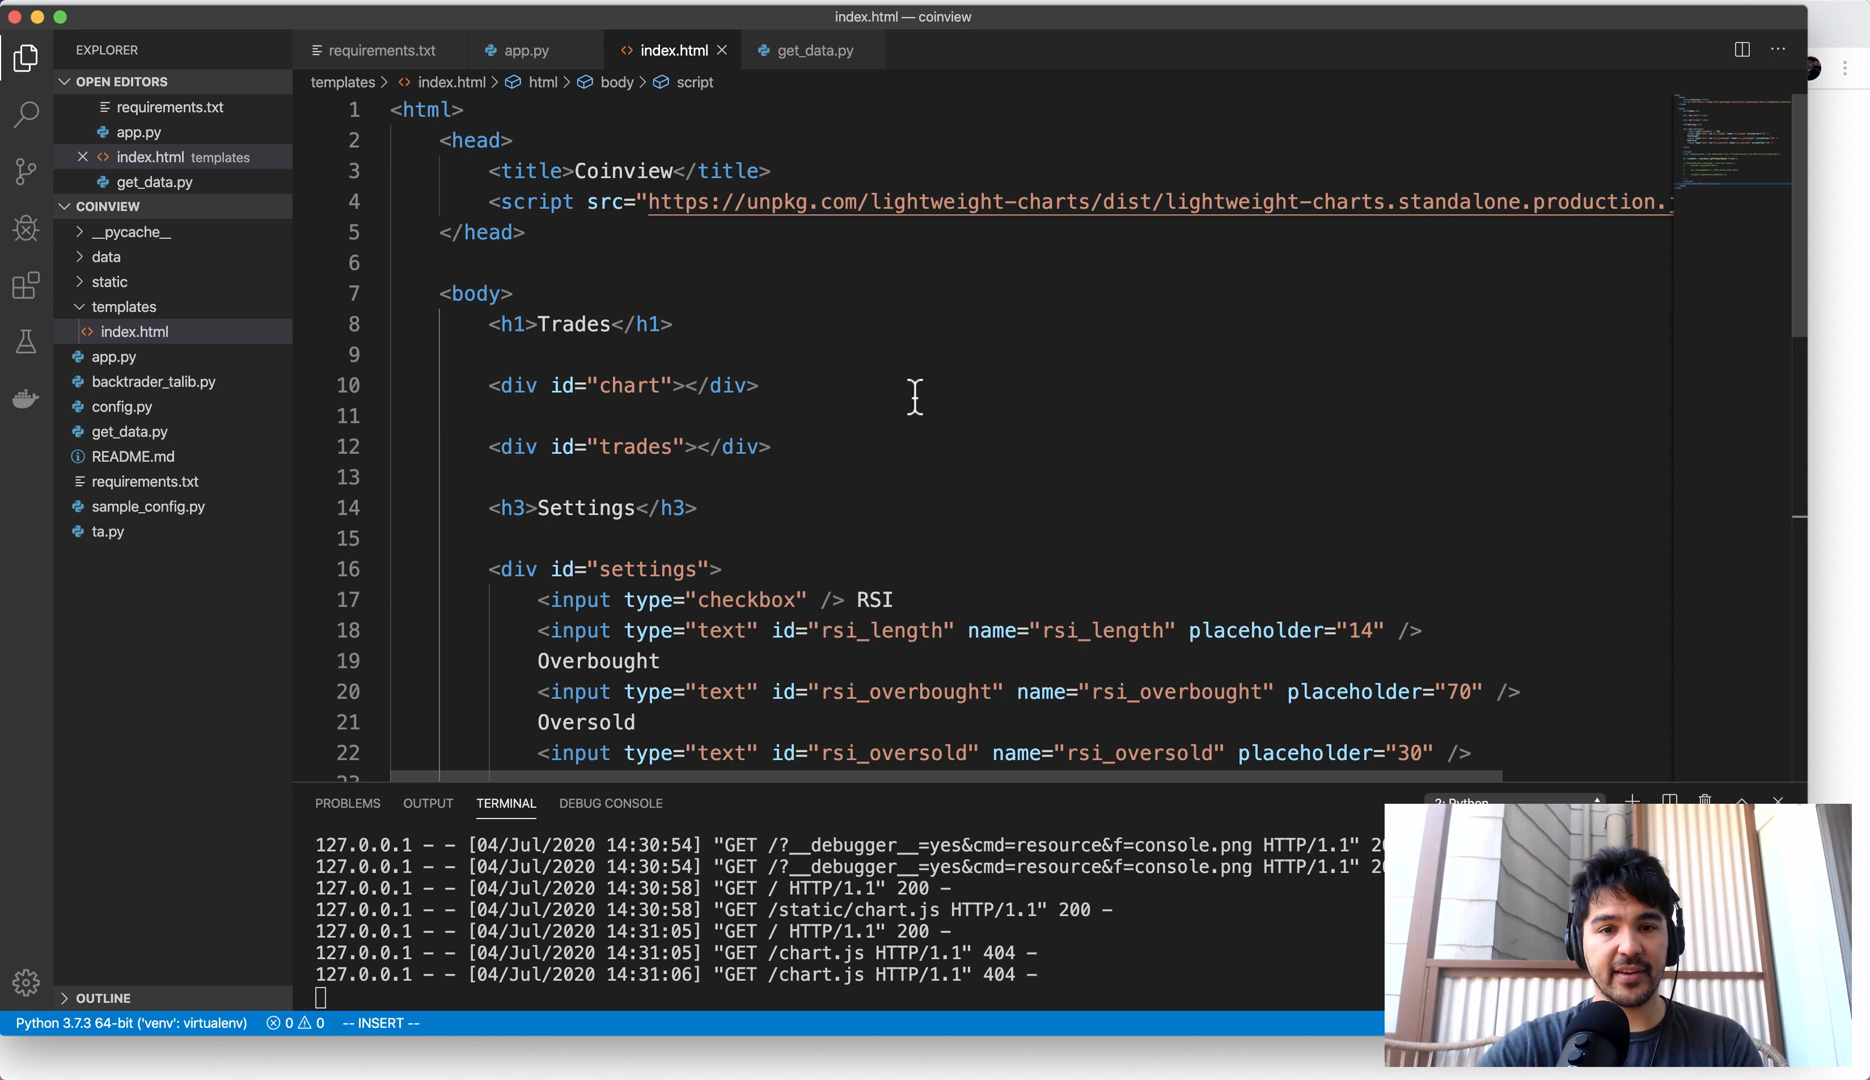 index.html — coinview
EXPLORER
OPEN EDITORS
requirements.txt
app.py
index.html templates
get_data.py
COINVIEW
__pycache__
data
static
templates
index.html
app.py
backtrader_talib.py
config.py
get_data.py
README.md
requirements.txt
sample_config.py
ta.py
OUTLINE
requirements.txt
app.py
index.html
get_data.py
templates > index.html > html > body > script
1 <html>
2 <head>
3 <title>Coinview</title>
4 <script src="https://unpkg.com/lightweight-charts/dist/lightweight-charts.standalone.production.
5 </head>
6
7 <body>
8 <h1>Trades</h1>
9
10 <div id="chart"></div>
11
12 <div id="trades"></div>
13
14 <h3>Settings</h3>
15
16 <div id="settings">
17 <input type="checkbox" /> RSI
18 <input type="text" id="rsi_length" name="rsi_length" placeholder="14" />
19 Overbought
20 <input type="text" id="rsi_overbought" name="rsi_overbought" placeholder="70" />
21 Oversold
22 <input type="text" id="rsi_oversold" name="rsi_oversold" placeholder="30" />
PROBLEMS OUTPUT TERMINAL DEBUG CONSOLE
2: Python
127.0.0.1 - - [04/Jul/2020 14:30:54] "GET /?__debugger__=yes&cmd=resource&f=console.png HTTP/1.1"
127.0.0.1 - - [04/Jul/2020 14:30:54] "GET /?__debugger__=yes&cmd=resource&f=console.png HTTP/1.1"
127.0.0.1 - - [04/Jul/2020 14:30:58] "GET / HTTP/1.1" 200 -
127.0.0.1 - - [04/Jul/2020 14:30:58] "GET /static/chart.js HTTP/1.1" 200 -
127.0.0.1 - - [04/Jul/2020 14:31:05] "GET / HTTP/1.1" 200 -
127.0.0.1 - - [04/Jul/2020 14:31:05] "GET /chart.js HTTP/1.1" 404 -
127.0.0.1 - - [04/Jul/2020 14:31:06] "GET /chart.js HTTP/1.1" 404 -
Python 3.7.3 64-bit ('venv': virtualenv) 0 0 -- INSERT --